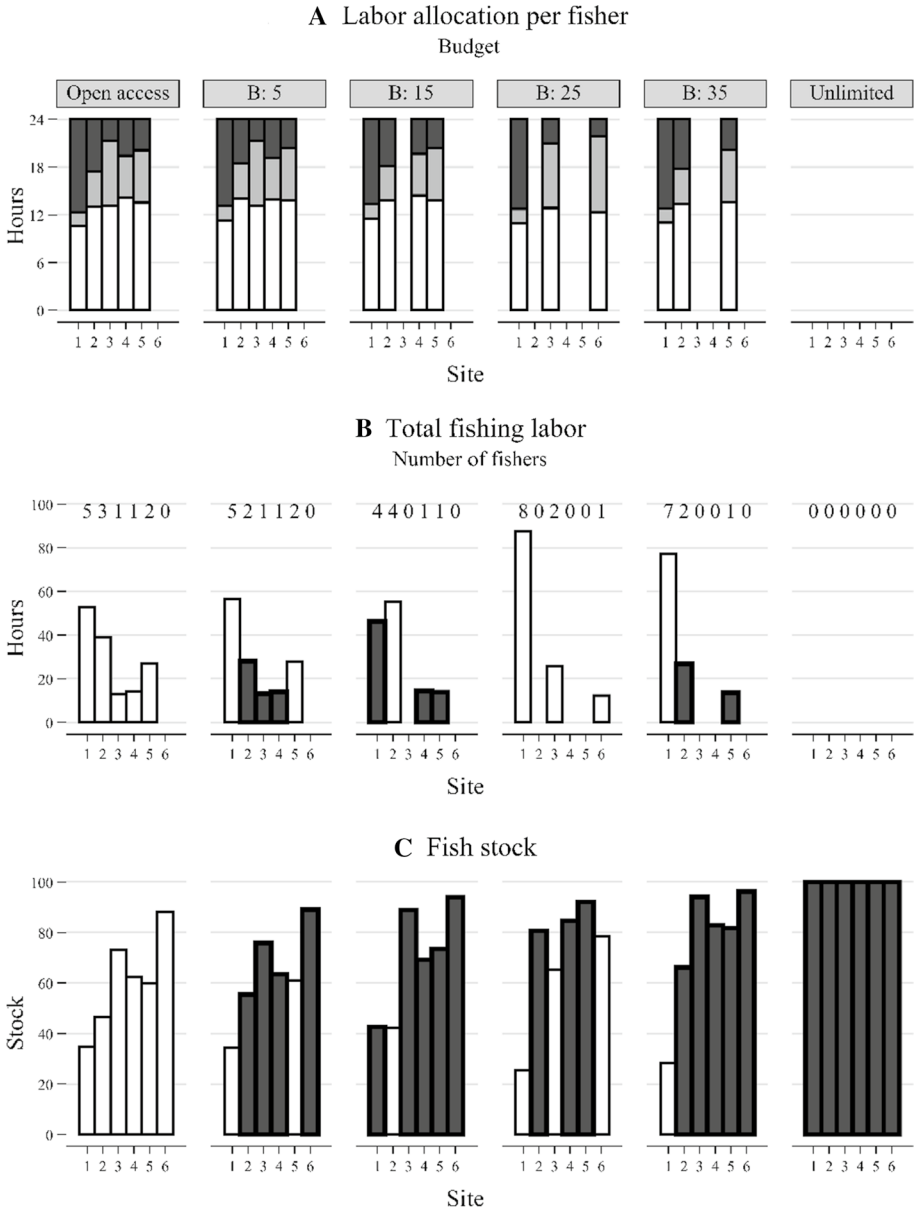 A Labor allocation per fisher
Budget
Open access B: 5 B: 15 B: 25 B: 35 Unlimited
24
18
12
6
0
Hours
1 2 3 4 5 6 1 2 3 4 5 6 1 2 3 4 5 6 1 2 3 4 5 6 1 2 3 4 5 6 1 2 3 4 5 6
Site
B Total fishing labor
Number of fishers
100
5 3 1 1 2 0 5 2 1 1 2 0 4 4 0 1 1 0 8 0 2 0 0 1 7 2 0 0 1 0 0 0 0 0 0 0
80
60
40
20
0
Hours
1 2 3 4 5 6 1 2 3 4 5 6 1 2 3 4 5 6 1 2 3 4 5 6 1 2 3 4 5 6 1 2 3 4 5 6
Site
C Fish stock
100
80
60
40
20
0
Stock
1 2 3 4 5 6 1 2 3 4 5 6 1 2 3 4 5 6 1 2 3 4 5 6 1 2 3 4 5 6 1 2 3 4 5 6
Site